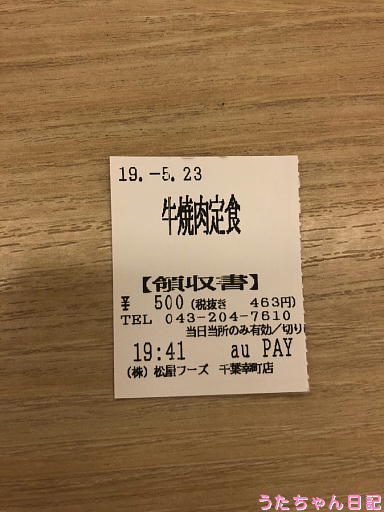 19.-5.23
牛焼肉定食
【領収書】
¥ 500 (税抜き 463円)
TEL 043-204-7610
当日当所のみ有効/切り
19:41 au PAY
(株) 松屋フーズ 千葉幸町店
うたちゃん日記